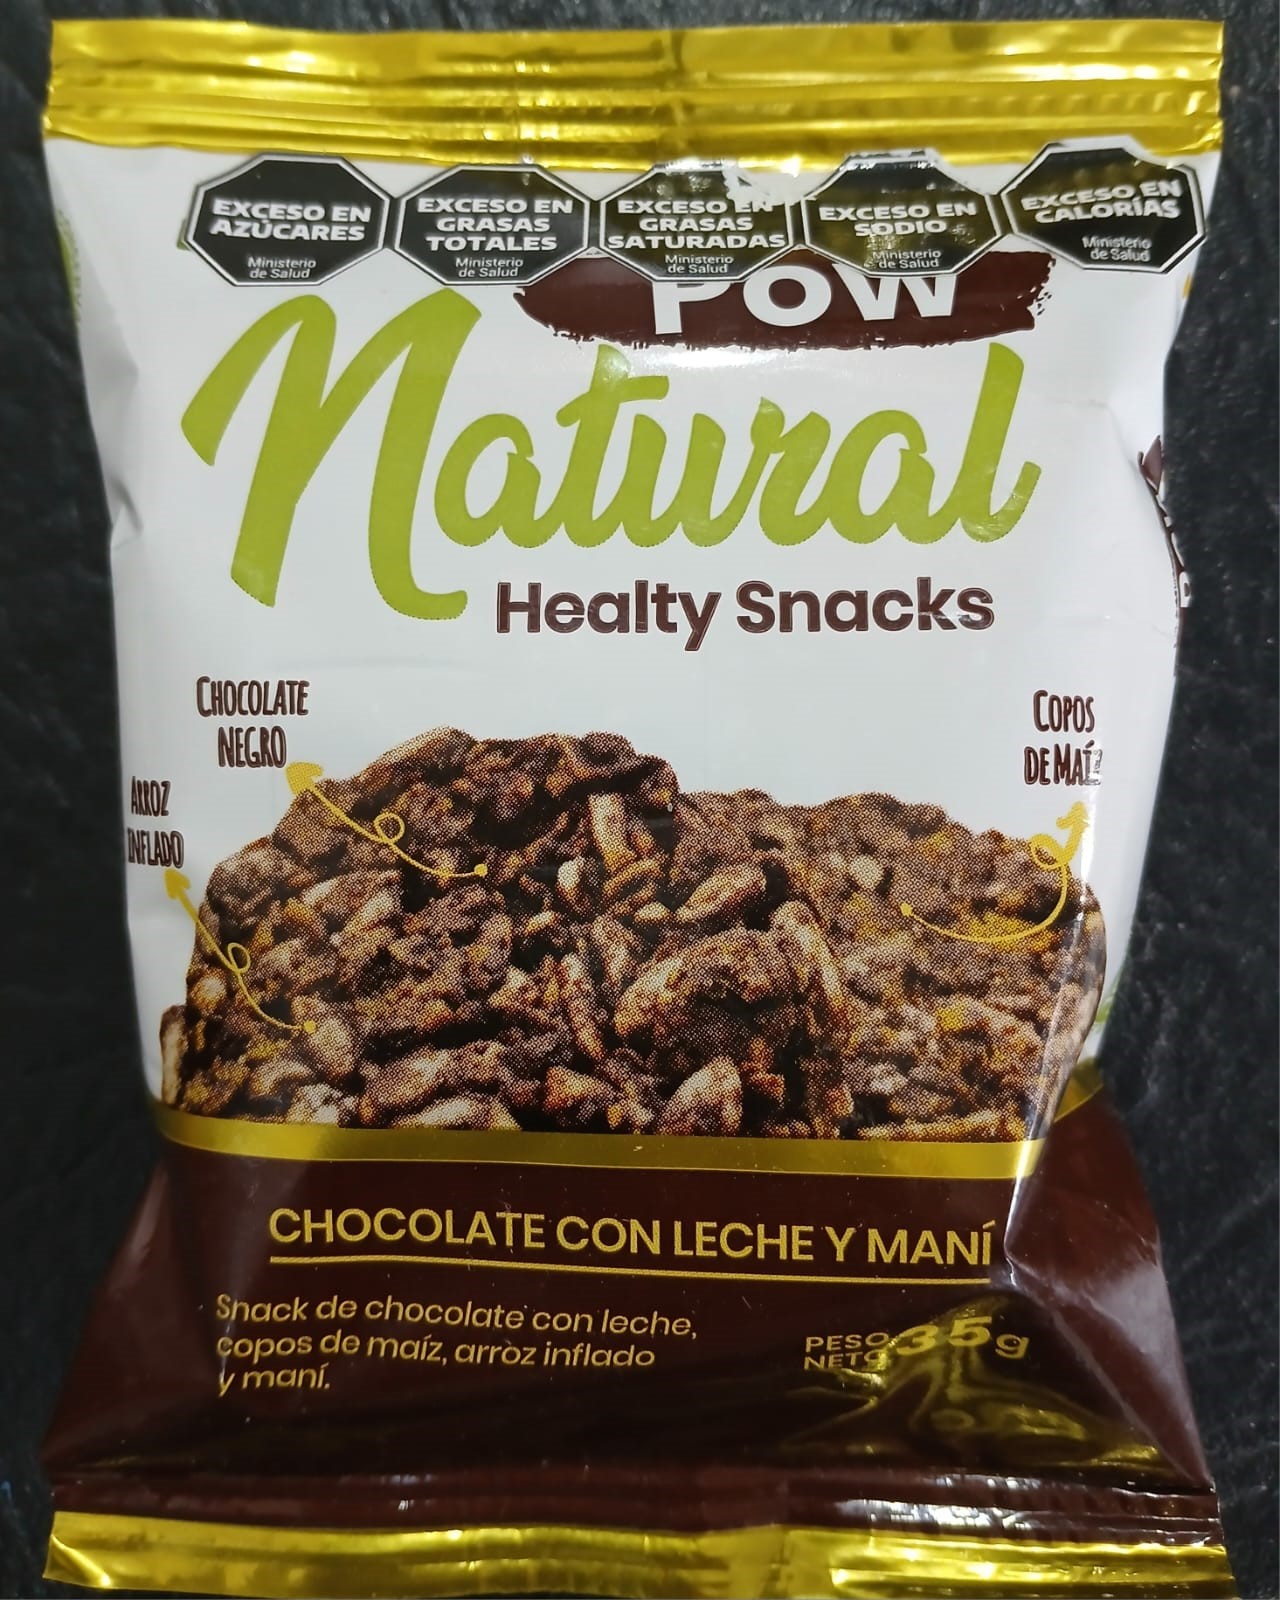 EXCESO EN
AZÚCARES
Ministerio
de Salud
EXCESO EN
GRASAS
TOTALES
Ministerio
de Salud
EXCESO EN
GRASAS
SATURADAS
Ministerio
de Salud
EXCESO EN
SODIO
Ministerio
de Salud
EXCESO EN
CALORÍAS
Ministerio
de Salud
POW
Natural
Healty Snacks
CHOCOLATE
NEGRO
COPOS
DE MAÍZ
ARROZ
INFLADO
CHOCOLATE CON LECHE Y MANÍ
Snack de chocolate con leche,
copos de maíz, arroz inflado
y maní.
PESO
NETO 35g